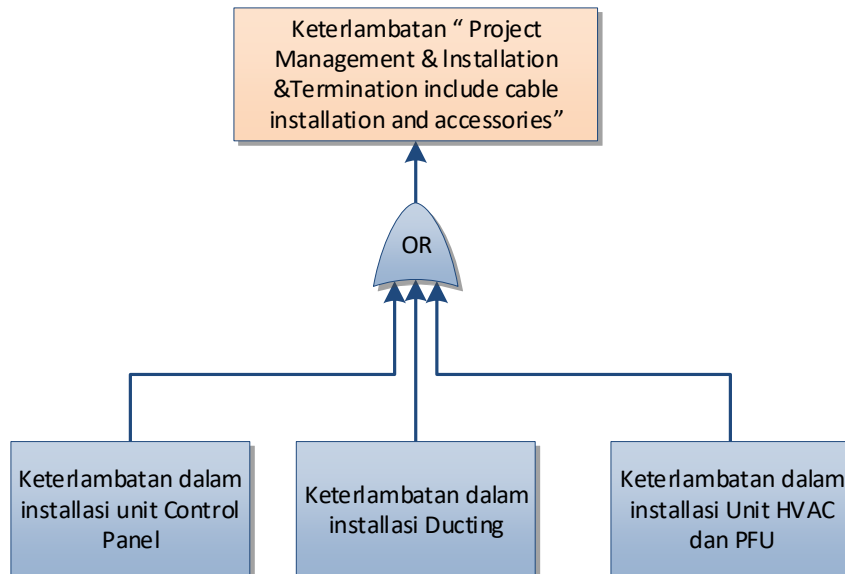 Keterlambatan “ Project
Management & Installation
&Termination include cable
installation and accessories”
OR
Keterlambatan dalam
installasi unit Control
Panel
Keterlambatan dalam
installasi Ducting
Keterlambatan dalam
installasi Unit HVAC
dan PFU